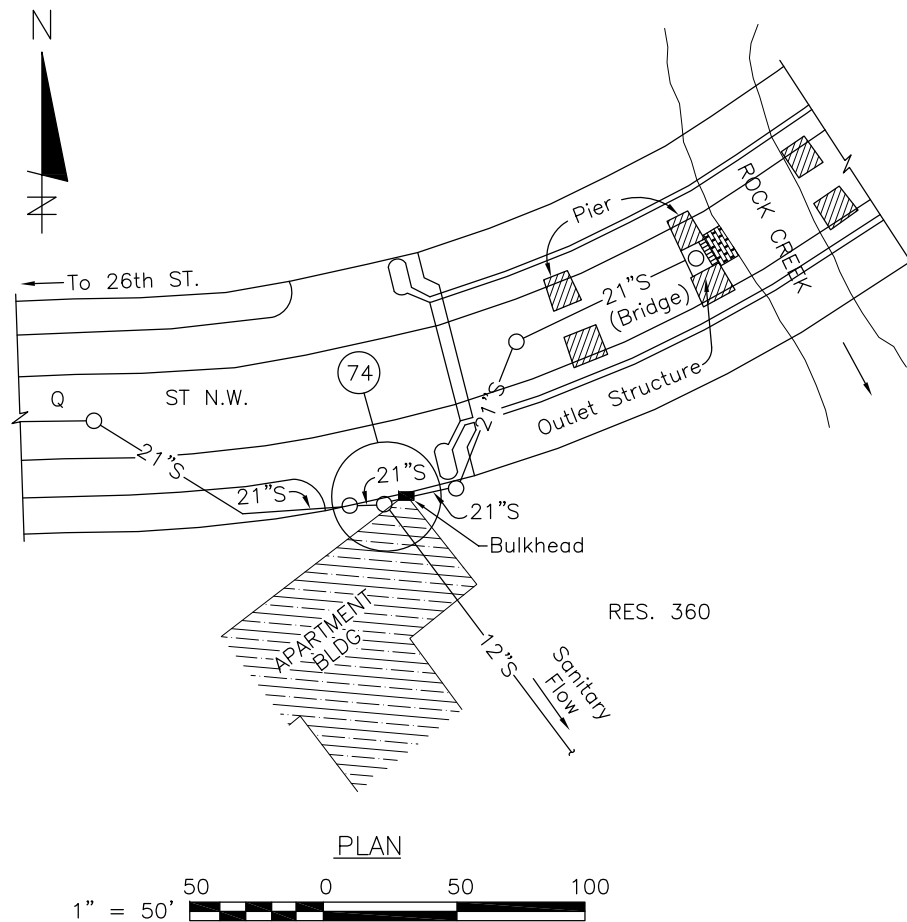 N
To 26th ST.
Pier
ROCK CREEK
21"S
(Bridge)
74
Q ST N.W.
21"S
Outlet Structure
21"S
21"S
21"S
21"S
Bulkhead
APARTMENT
BLDG
RES. 360
12"S
Sanitary
Flow
PLAN
1" = 50'
50 0 50 100